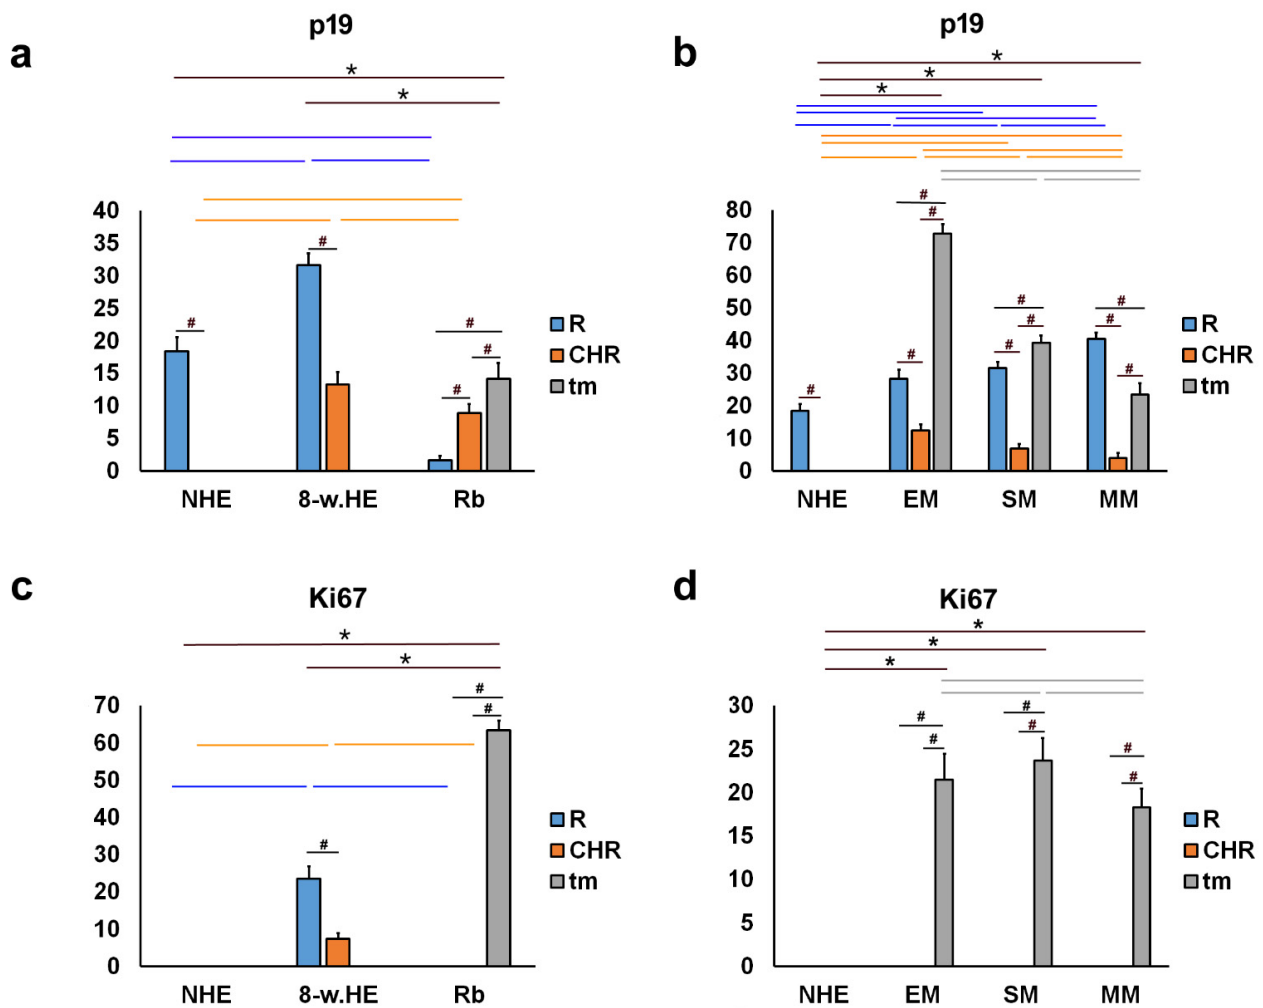 a
p19
*
*
40
35
30
25
20
15
10
5
0
#
#
#
#
#
NHE
8-w.HE
Rb
R
CHR
tm
b
p19
*
*
*
80
70
60
50
40
30
20
10
0
#
#
#
#
#
#
#
#
#
#
NHE
EM
SM
MM
R
CHR
tm
c
Ki67
*
*
70
60
50
40
30
20
10
0
#
#
#
NHE
8-w.HE
Rb
R
CHR
tm
d
Ki67
*
*
*
30
25
20
15
10
5
0
#
#
#
#
#
#
NHE
EM
SM
MM
R
CHR
tm